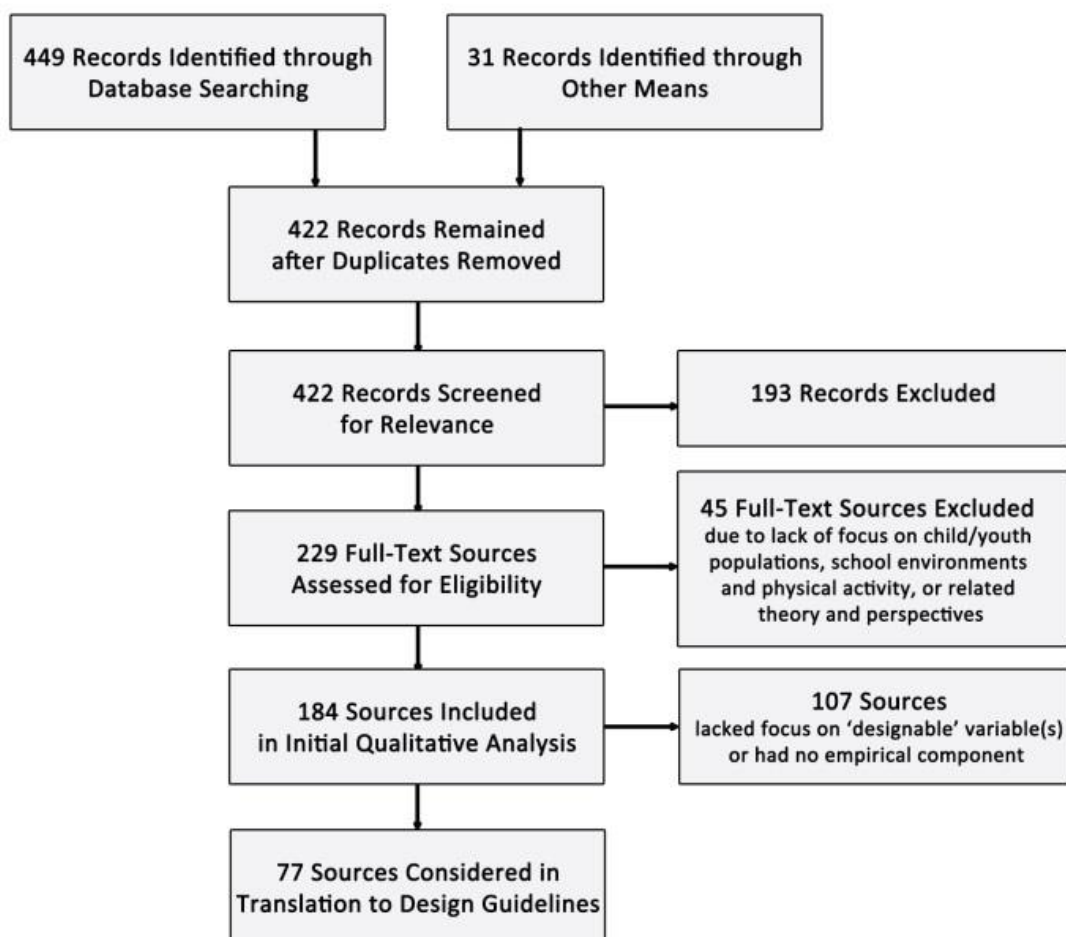 449 Records Identified through
Database Searching
31 Records Identified through
Other Means
422 Records Remained
after Duplicates Removed
422 Records Screened
for Relevance
193 Records Excluded
229 Full-Text Sources
Assessed for Eligibility
45 Full-Text Sources Excluded
due to lack of focus on child/youth
populations, school environments
and physical activity, or related
theory and perspectives
184 Sources Included
in Initial Qualitative Analysis
107 Sources
lacked focus on ‘designable’ variable(s)
or had no empirical component
77 Sources Considered in
Translation to Design Guidelines